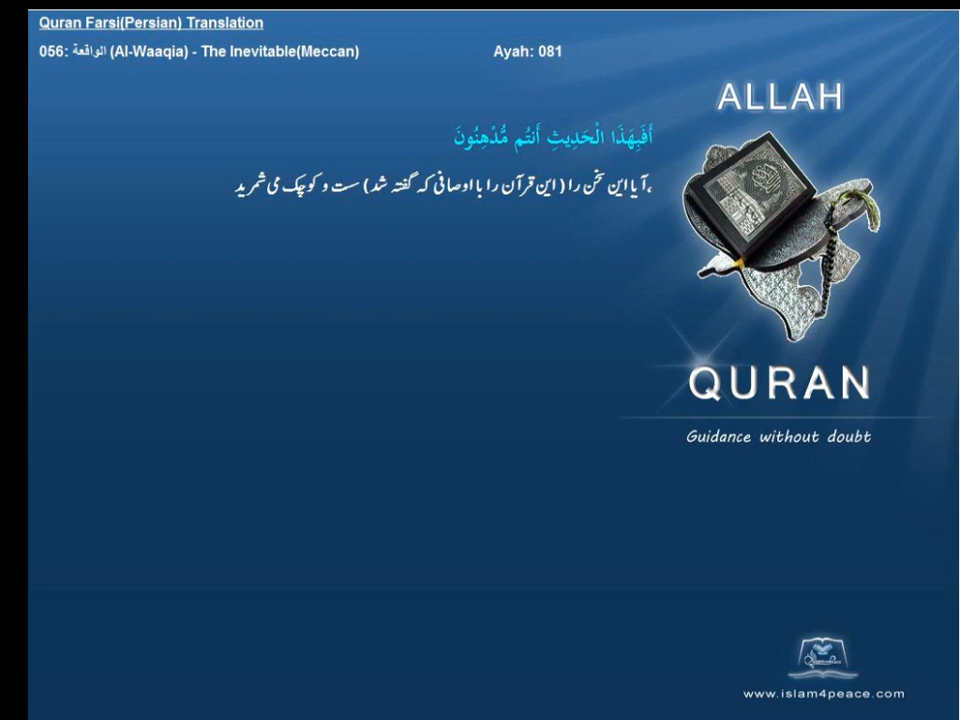 Quran Farsi(Persian) Translation
056: الواقعة (Al-Waaqia) - The Inevitable(Meccan) Ayah: 081
ALLAH
أَفَبِهَذَا الْحَدِيثِ أَنتُم مُّدْهِنُونَ
،آیا این سخن را ( این قرآن را با اوصافی که گفته شد) سست و کوچک می شمرید
QURAN
Guidance without doubt
www.islam4peace.com